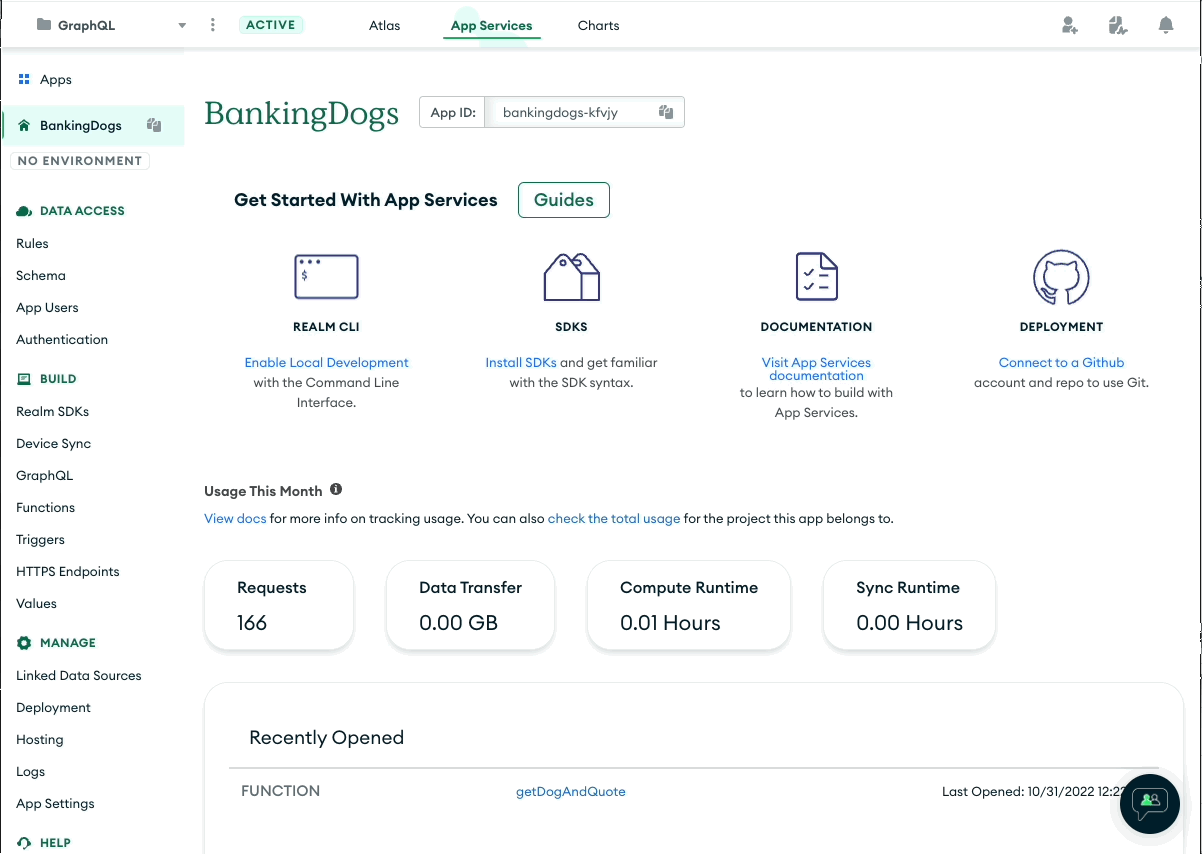 GraphQL
ACTIVE
Atlas
App Services
Charts
Apps
BankingDogs
NO ENVIRONMENT
DATA ACCESS
Rules
Schema
App Users
Authentication
BUILD
Realm SDKs
Device Sync
GraphQL
Functions
Triggers
HTTPS Endpoints
Values
MANAGE
Linked Data Sources
Deployment
Hosting
Logs
App Settings
HELP
BankingDogs
App ID: bankingdogs-kfvjy
Get Started With App Services
Guides
$
REALM CLI
Enable Local Development
with the Command Line
Interface.
SDKS
Install SDKs and get familiar
with the SDK syntax.
DOCUMENTATION
Visit App Services
documentation
to learn how to build with
App Services.
DEPLOYMENT
Connect to a Github
account and repo to use Git.
Usage This Month
View docs for more info on tracking usage. You can also check the total usage for the project this app belongs to.
Requests
166
Data Transfer
0.00 GB
Compute Runtime
0.01 Hours
Sync Runtime
0.00 Hours
Recently Opened
FUNCTION
getDogAndQuote
Last Opened: 10/31/2022